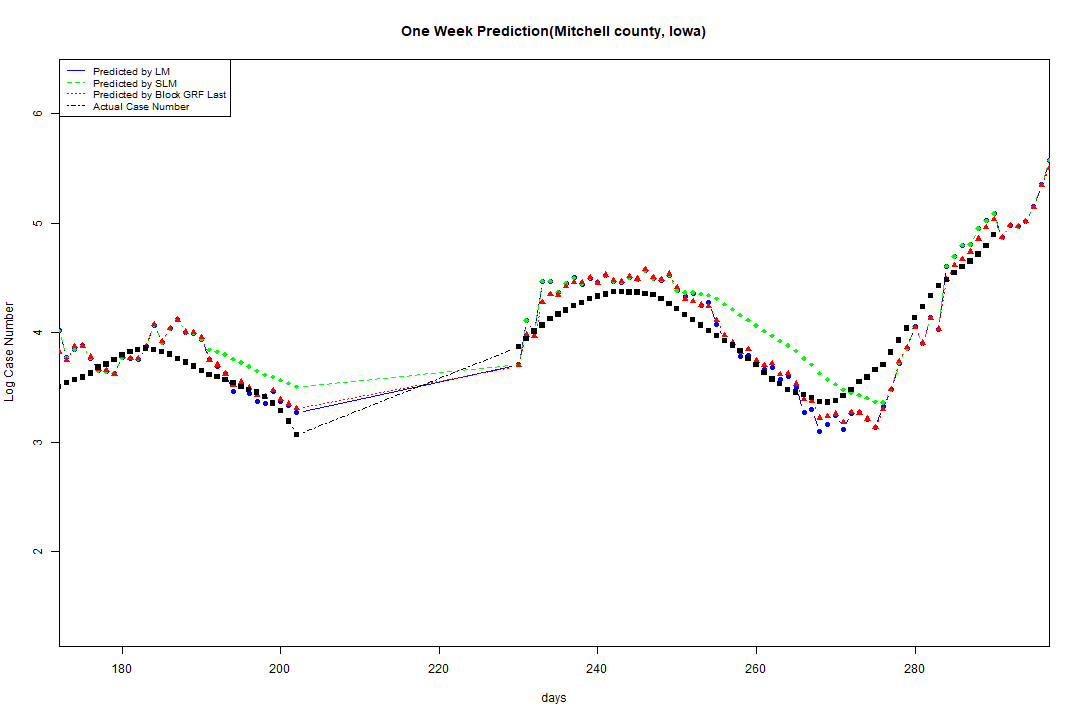 One Week Prediction(Mitchell county, Iowa)
Predicted by LM
Predicted by SLM
Predicted by Block GRF Last
Actual Case Number
6
5
4
3
2
Log Case Number
180 200 220 240 260 280
days